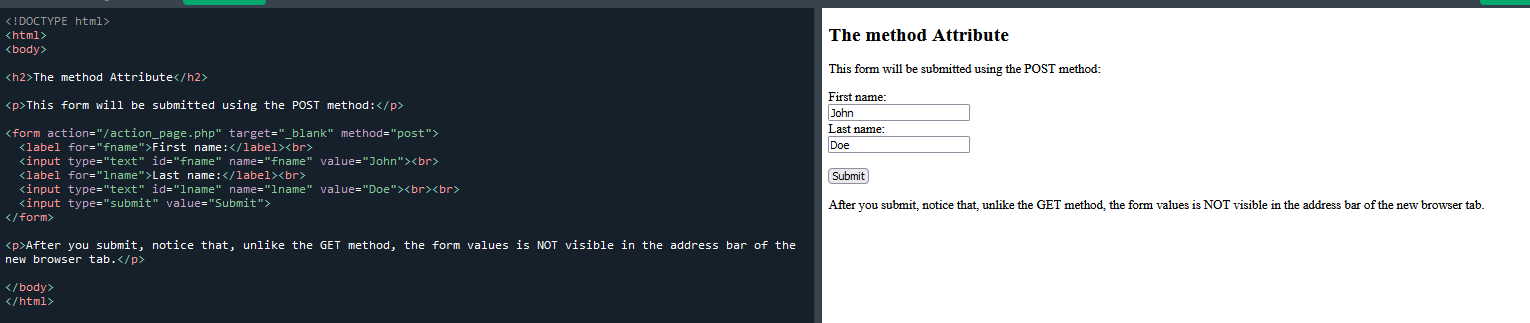 <!DOCTYPE html>
<html>
<body>
<h2>The method Attribute</h2>
<p>This form will be submitted using the POST method:</p>
<form action="/action_page.php" target="_blank" method="post">
  <label for="fname">First name:</label><br>
  <input type="text" id="fname" name="fname" value="John"><br>
  <label for="lname">Last name:</label><br>
  <input type="text" id="lname" name="lname" value="Doe"><br><br>
  <input type="submit" value="Submit">
</form>
<p>After you submit, notice that, unlike the GET method, the form values is NOT visible in the address bar of the
new browser tab.</p>
</body>
</html>
The method Attribute
This form will be submitted using the POST method:
First name:
John
Last name:
Doe
Submit
After you submit, notice that, unlike the GET method, the form values is NOT visible in the address bar of the new browser tab.